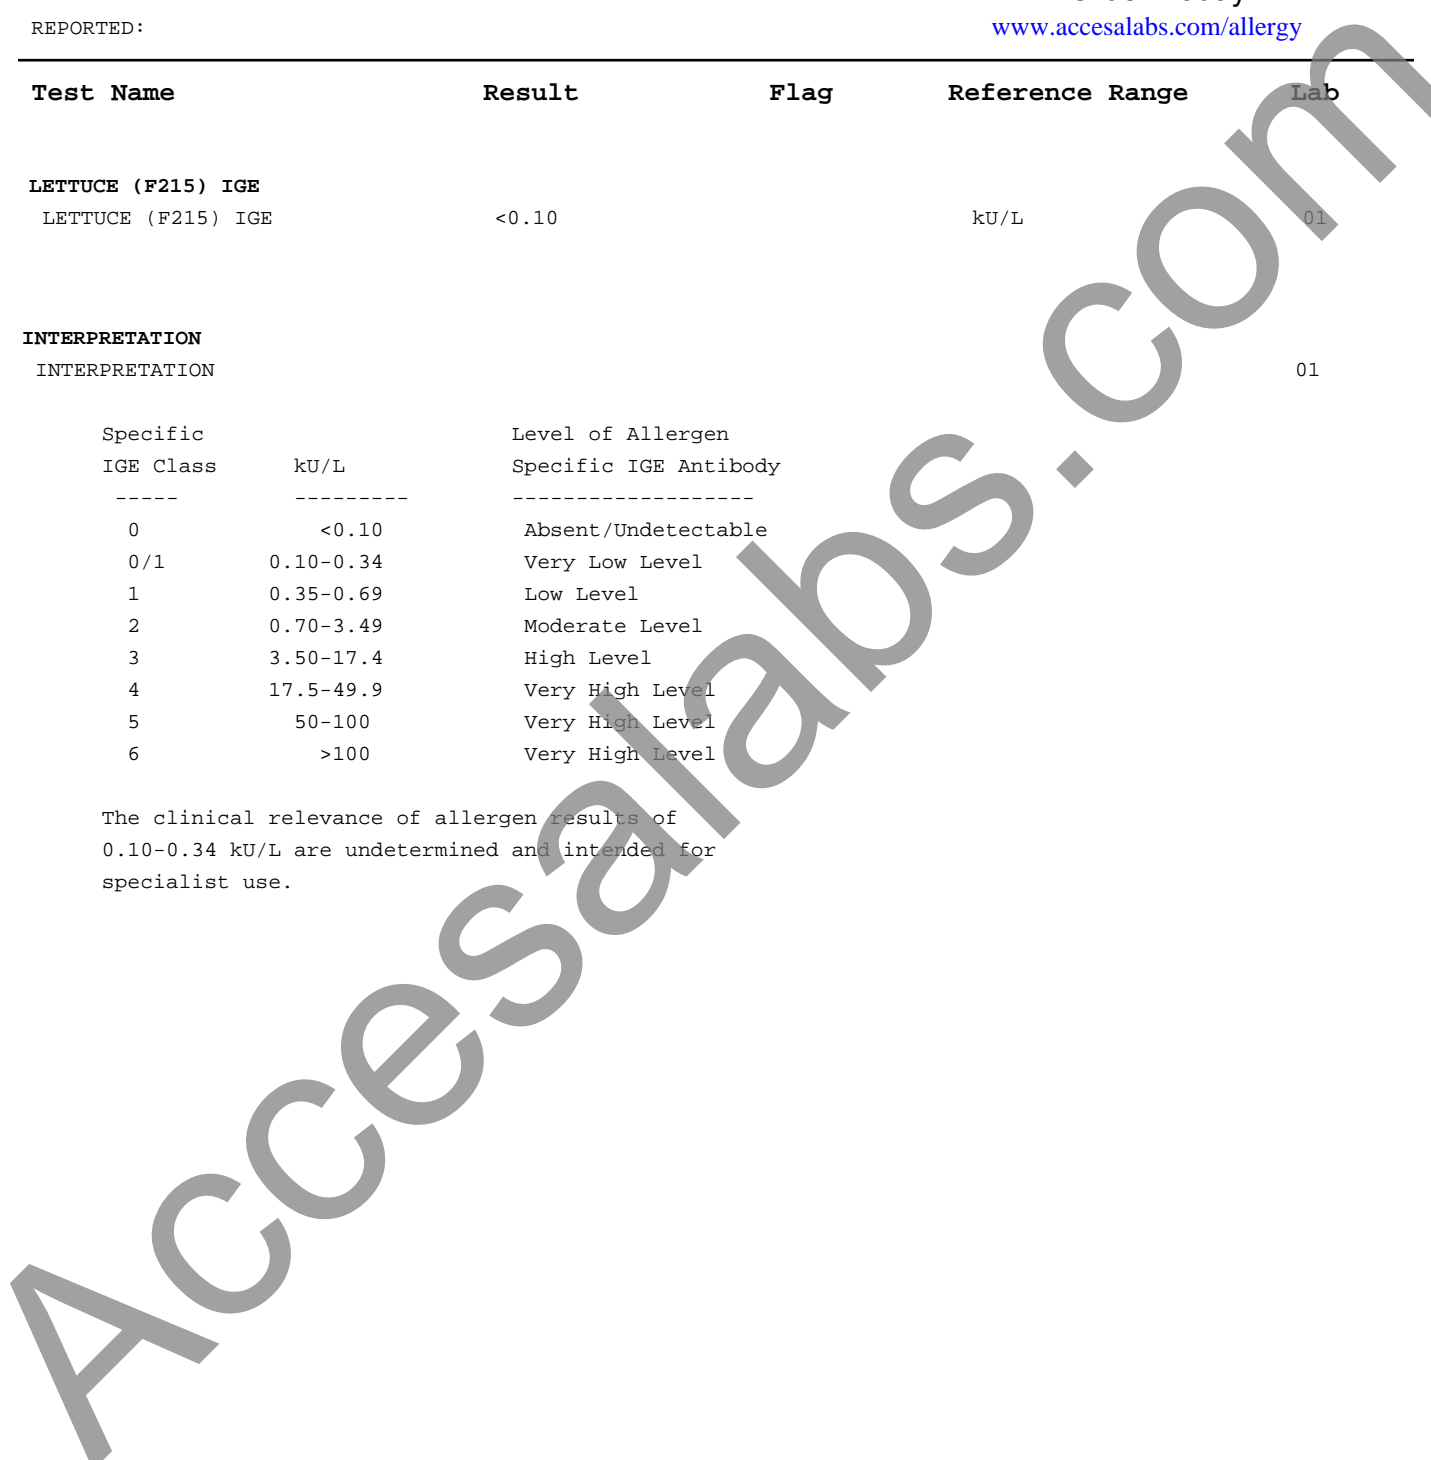 REPORTED:
www.accesalabs.com/allergy
Test Name Result Flag Reference Range Lab
LETTUCE (F215) IGE
LETTUCE (F215) IGE <0.10 kU/L 01
INTERPRETATION
INTERPRETATION 01
Specific Level of Allergen
IGE Class kU/L Specific IGE Antibody
----- --------- -------------------
0 <0.10 Absent/Undetectable
0/1 0.10-0.34 Very Low Level
1 0.35-0.69 Low Level
2 0.70-3.49 Moderate Level
3 3.50-17.4 High Level
4 17.5-49.9 Very High Level
5 50-100 Very High Level
6 >100 Very High Level
The clinical relevance of allergen results of
0.10-0.34 kU/L are undetermined and intended for
specialist use.
Accesalabs.com